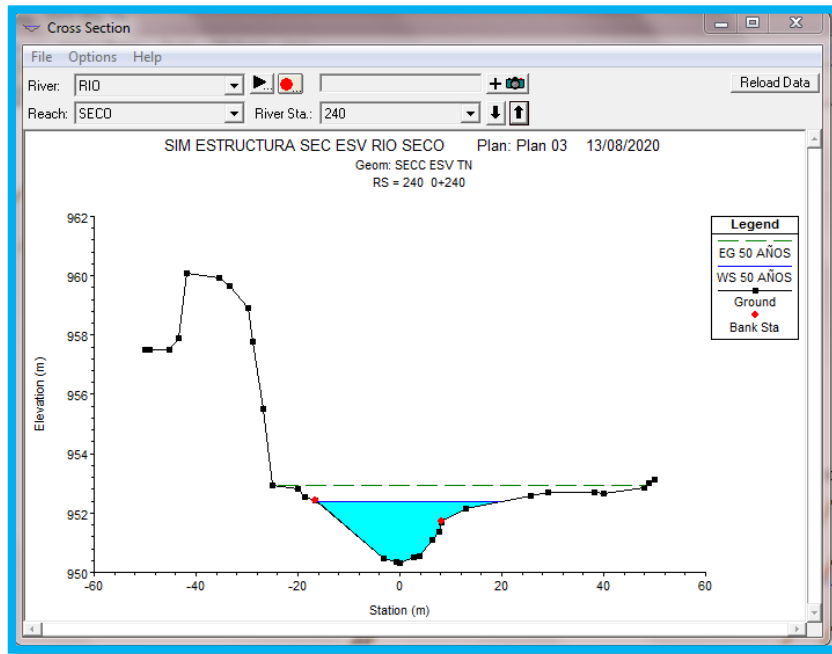 Cross Section
File Options Help
River: RIO
Reload Data
Reach: SECO River Sta.: 240
SIM ESTRUCTURA SEC ESV RIO SECO Plan: Plan 03 13/08/2020
Geom: SECC ESV TN
RS = 240 0+240
Legend
EG 50 AÑOS
WS 50 AÑOS
Ground
Bank Sta
Elevation (m)
962
960
958
956
954
952
950
-60 -40 -20 0 20 40 60
Station (m)